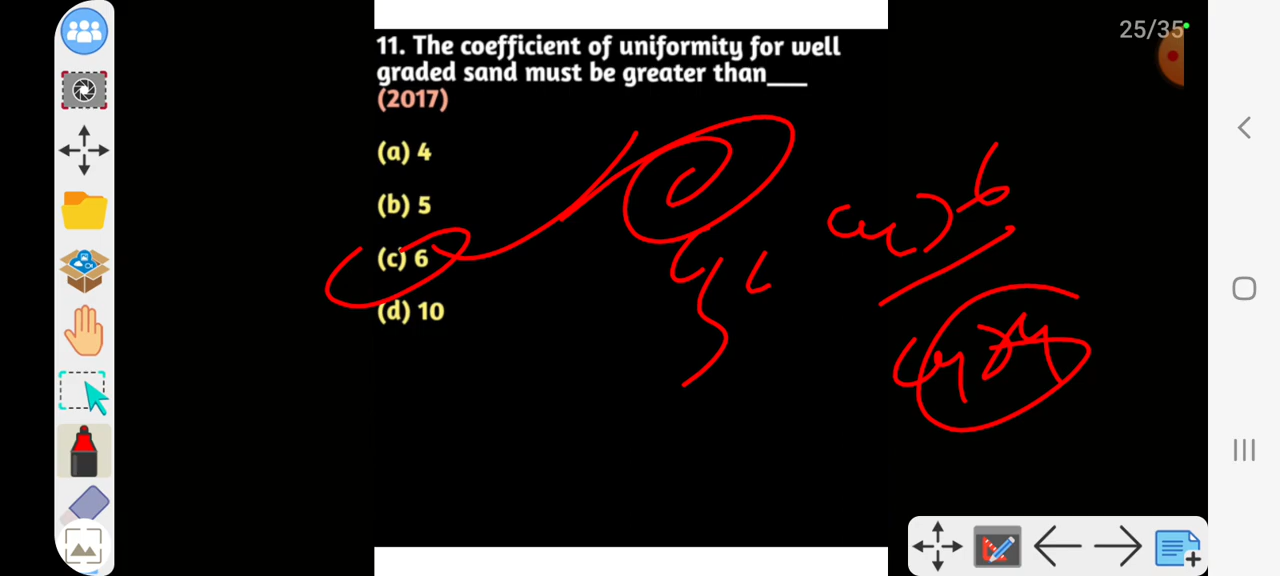 25/35
11. The coefficient of uniformity for well
graded sand must be greater than___
(2017)
(a) 4
(b) 5
(c) 6
(d) 10
6